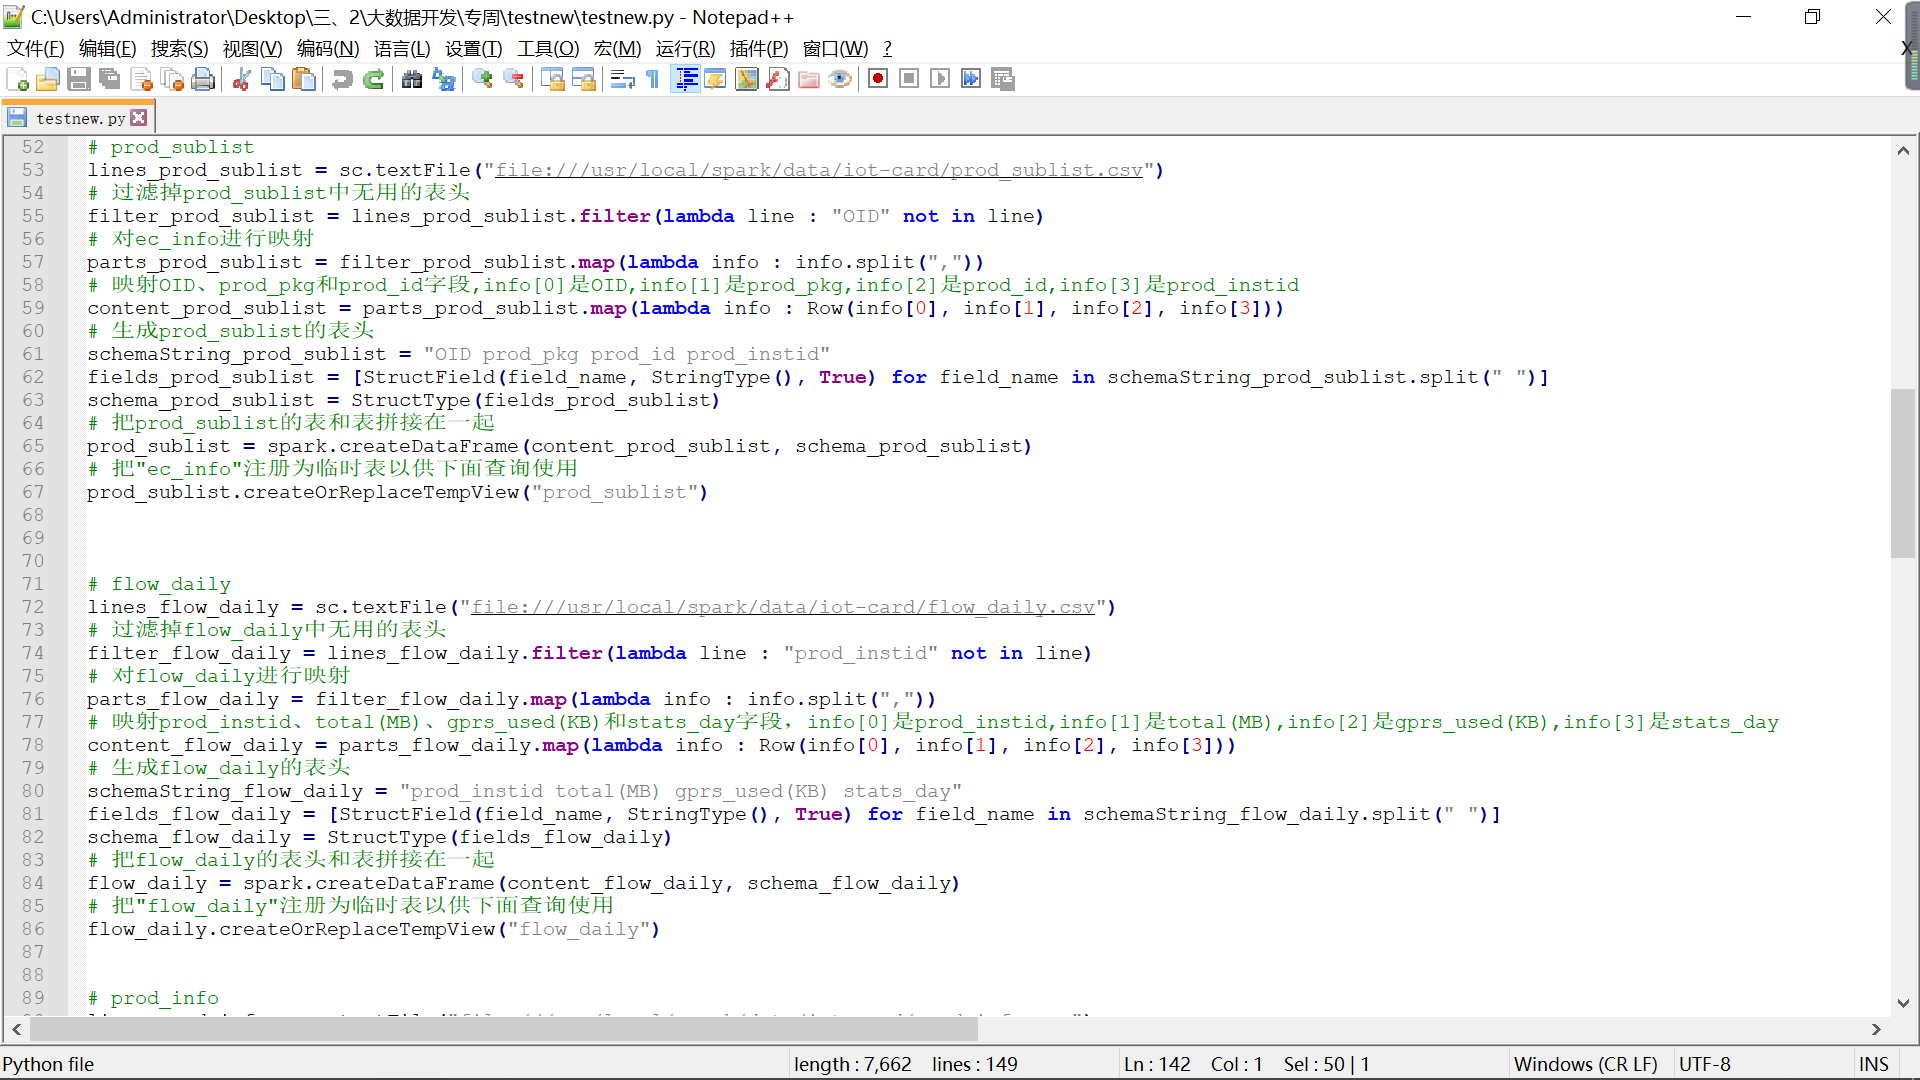 C:\Users\Administrator\Desktop\三、2\大数据开发\专周\testnew\testnew.py - Notepad++
文件(F) 编辑(E) 搜索(S) 视图(V) 编码(N) 语言(L) 设置(T) 工具(O) 宏(M) 运行(R) 插件(P) 窗口(W) ?
X
testnew.py
52 # prod_sublist
53 lines_prod_sublist = sc.textFile("file:///usr/local/spark/data/iot-card/prod_sublist.csv")
54 # 过滤掉prod_sublist中无用的表头
55 filter_prod_sublist = lines_prod_sublist.filter(lambda line : "OID" not in line)
56 # 对ec_info进行映射
57 parts_prod_sublist = filter_prod_sublist.map(lambda info : info.split(","))
58 # 映射OID、prod_pkg和prod_id字段,info[0]是OID,info[1]是prod_pkg,info[2]是prod_id,info[3]是prod_instid
59 content_prod_sublist = parts_prod_sublist.map(lambda info : Row(info[0], info[1], info[2], info[3]))
60 # 生成prod_sublist的表头
61 schemaString_prod_sublist = "OID prod_pkg prod_id prod_instid"
62 fields_prod_sublist = [StructField(field_name, StringType(), True) for field_name in schemaString_prod_sublist.split(" ")]
63 schema_prod_sublist = StructType(fields_prod_sublist)
64 # 把prod_sublist的表和表拼接在一起
65 prod_sublist = spark.createDataFrame(content_prod_sublist, schema_prod_sublist)
66 # 把"ec_info"注册为临时表以供下面查询使用
67 prod_sublist.createOrReplaceTempView("prod_sublist")
68
69
70
71 # flow_daily
72 lines_flow_daily = sc.textFile("file:///usr/local/spark/data/iot-card/flow_daily.csv")
73 # 过滤掉flow_daily中无用的表头
74 filter_flow_daily = lines_flow_daily.filter(lambda line : "prod_instid" not in line)
75 # 对flow_daily进行映射
76 parts_flow_daily = filter_flow_daily.map(lambda info : info.split(","))
77 # 映射prod_instid、total(MB)、gprs_used(KB)和stats_day字段，info[0]是prod_instid,info[1]是total(MB),info[2]是gprs_used(KB),info[3]是stats_day
78 content_flow_daily = parts_flow_daily.map(lambda info : Row(info[0], info[1], info[2], info[3]))
79 # 生成flow_daily的表头
80 schemaString_flow_daily = "prod_instid total(MB) gprs_used(KB) stats_day"
81 fields_flow_daily = [StructField(field_name, StringType(), True) for field_name in schemaString_flow_daily.split(" ")]
82 schema_flow_daily = StructType(fields_flow_daily)
83 # 把flow_daily的表头和表拼接在一起
84 flow_daily = spark.createDataFrame(content_flow_daily, schema_flow_daily)
85 # 把"flow_daily"注册为临时表以供下面查询使用
86 flow_daily.createOrReplaceTempView("flow_daily")
87
88
89 # prod_info
Python file length : 7,662 lines : 149 Ln : 142 Col : 1 Sel : 50 | 1 Windows (CR LF) UTF-8 INS